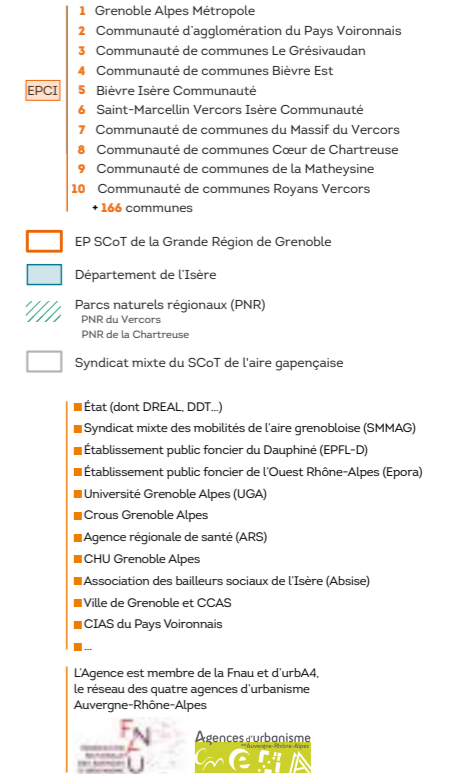 EPCI
1 Grenoble Alpes Métropole
2 Communauté d'agglomération du Pays Voironnais
3 Communauté de communes Le Grésivaudan
4 Communauté de communes Bièvre Est
5 Bièvre Isère Communauté
6 Saint-Marcellin Vercors Isère Communauté
7 Communauté de communes du Massif du Vercors
8 Communauté de communes Cœur de Chartreuse
9 Communauté de communes de la Matheysine
10 Communauté de communes Royans Vercors
+ 166 communes
EP SCoT de la Grande Région de Grenoble
Département de l'Isère
Parcs naturels régionaux (PNR)
PNR du Vercors
PNR de la Chartreuse
Syndicat mixte du SCoT de l'aire gapençaise
État (dont DREAL, DDT...)
Syndicat mixte des mobilités de l'aire grenobloise (SMMAG)
Établissement public foncier du Dauphiné (EPFL-D)
Établissement public foncier de l'Ouest Rhône-Alpes (Epora)
Université Grenoble Alpes (UGA)
Crous Grenoble Alpes
Agence régionale de santé (ARS)
CHU Grenoble Alpes
Association des bailleurs sociaux de l'Isère (Absise)
Ville de Grenoble et CCAS
CIAS du Pays Voironnais
...
L'Agence est membre de la Fnau et d'urbA4,
le réseau des quatre agences d'urbanisme
Auvergne-Rhône-Alpes
FNAU
Agences d'urbanisme
Auvergne-Rhône-Alpes